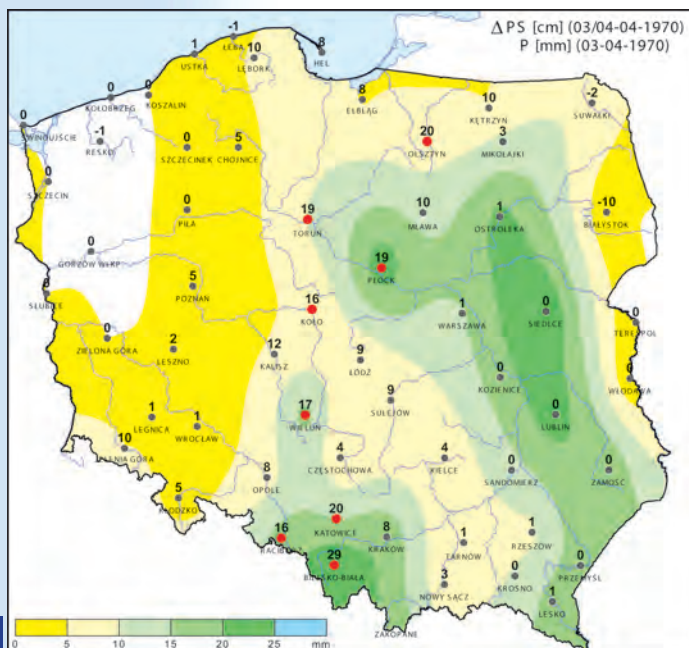 Δ PS [cm] (03/04-04-1970)
P [mm] (03-04-1970)
-1
ŁEBA
1
USTKA
10
LĘBORK
8
HEL
0
KOŁOBRZEG
0
KOSZALIN
8
ELBLĄG
10
KĘTRZYN
-2
SUWAŁKI
0
ŚWINOUJŚCIE
-1
RESKO
0
SZCZECINEK
5
CHOJNICE
20
OLSZTYN
3
MIKOŁAJKI
0
SZCZECIN
0
PIŁA
19
TORUŃ
10
MŁAWA
1
OSTROŁĘKA
-10
BIAŁYSTOK
0
GORZÓW WLKP
19
PŁOCK
5
POZNAŃ
SŁUBICE
16
KOŁO
1
WARSZAWA
0
SIEDLCE
0
TERESPOL
0
ZIELONA GÓRA
2
LESZNO
12
KALISZ
9
ŁÓDŹ
0
KOZIENICE
0
WŁODAWA
9
SULEJÓW
17
WIELUŃ
0
LUBLIN
1
LEGNICA
1
WROCŁAW
10
JELENIA GÓRA
4
CZĘSTOCHOWA
4
KIELCE
0
SANDOMIERZ
0
ZAMOŚĆ
8
OPOLE
5
KŁODZKO
20
KATOWICE
16
RACIB
8
KRAKÓW
1
TARNÓW
1
RZESZÓW
29
BIELSKO-BIAŁA
3
NOWY SĄCZ
0
KROSNO
0
PRZEMYŚL
1
LESKO
ZAKOPANE
0 5 10 15 20 25 mm